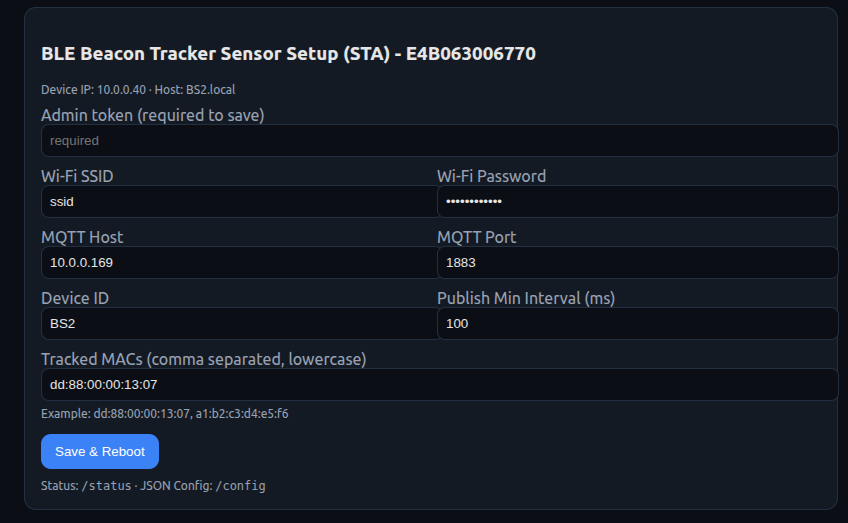 BLE Beacon Tracker Sensor Setup (STA) - E4B063006770
Device IP: 10.0.0.40 · Host: BS2.local
Admin token (required to save)
required
Wi-Fi SSID Wi-Fi Password
ssid ••••••••••••
MQTT Host MQTT Port
10.0.0.169 1883
Device ID Publish Min Interval (ms)
BS2 100
Tracked MACs (comma separated, lowercase)
dd:88:00:00:13:07
Example: dd:88:00:00:13:07, a1:b2:c3:d4:e5:f6
Save & Reboot
Status: /status · JSON Config: /config